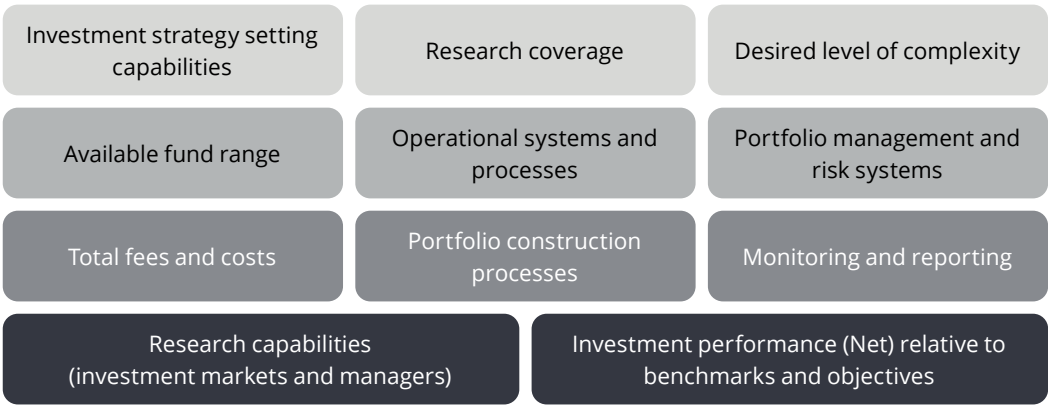 Investment strategy setting
capabilities
Research coverage
Desired level of complexity
Available fund range
Operational systems and
processes
Portfolio management and
risk systems
Total fees and costs
Portfolio construction
processes
Monitoring and reporting
Research capabilities
(investment markets and managers)
Investment performance (Net) relative to
benchmarks and objectives